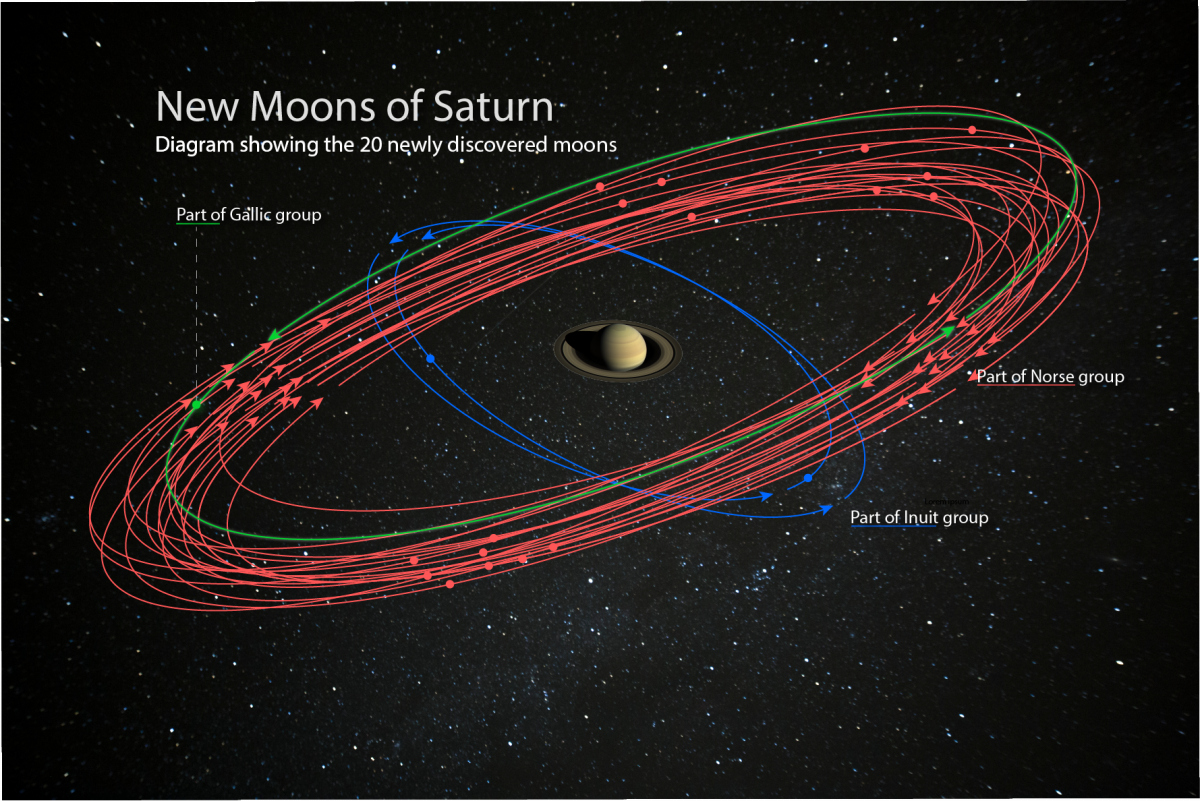 New Moons of Saturn
Diagram showing the 20 newly discovered moons
Part of Gallic group
Part of Norse group
Part of Inuit group